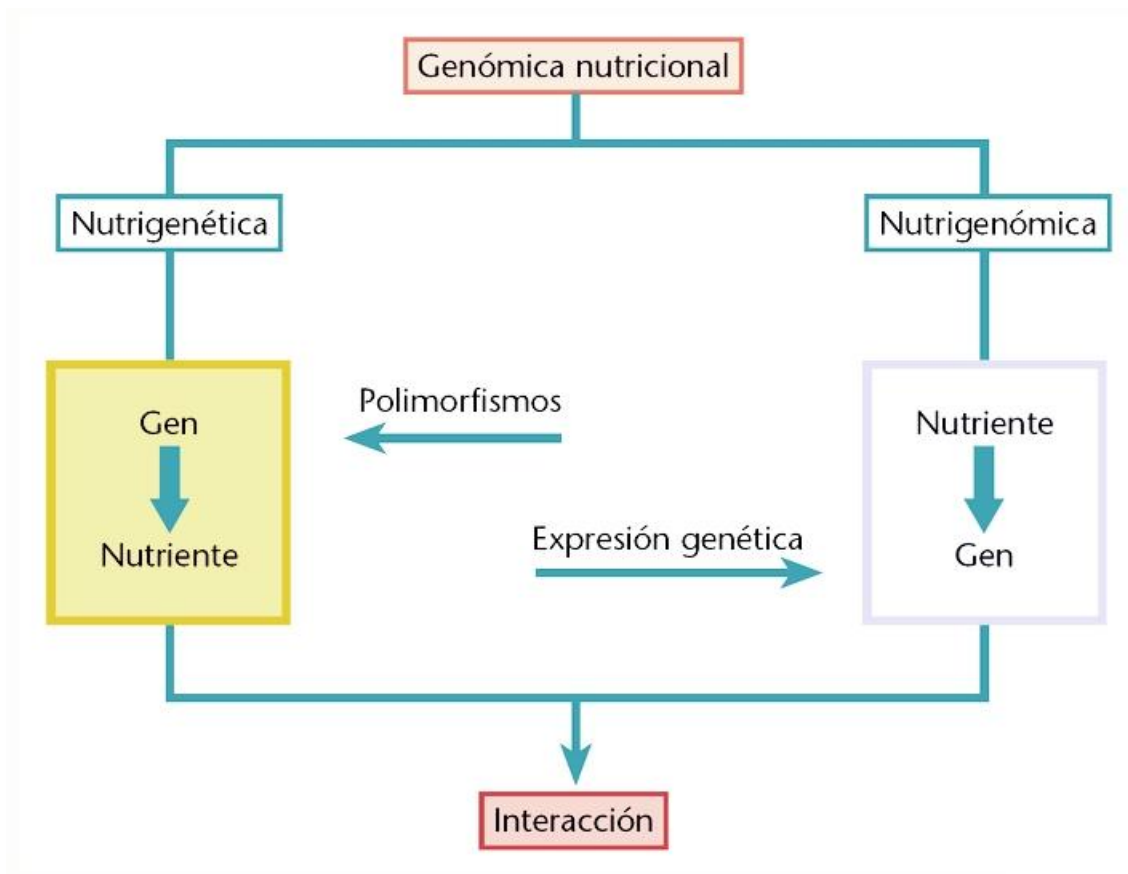 Genómica nutricional
Nutrigenética
Nutrigenómica
Polimorfismos
Gen
Nutriente
Expresión genética
Nutriente
Gen
Interacción